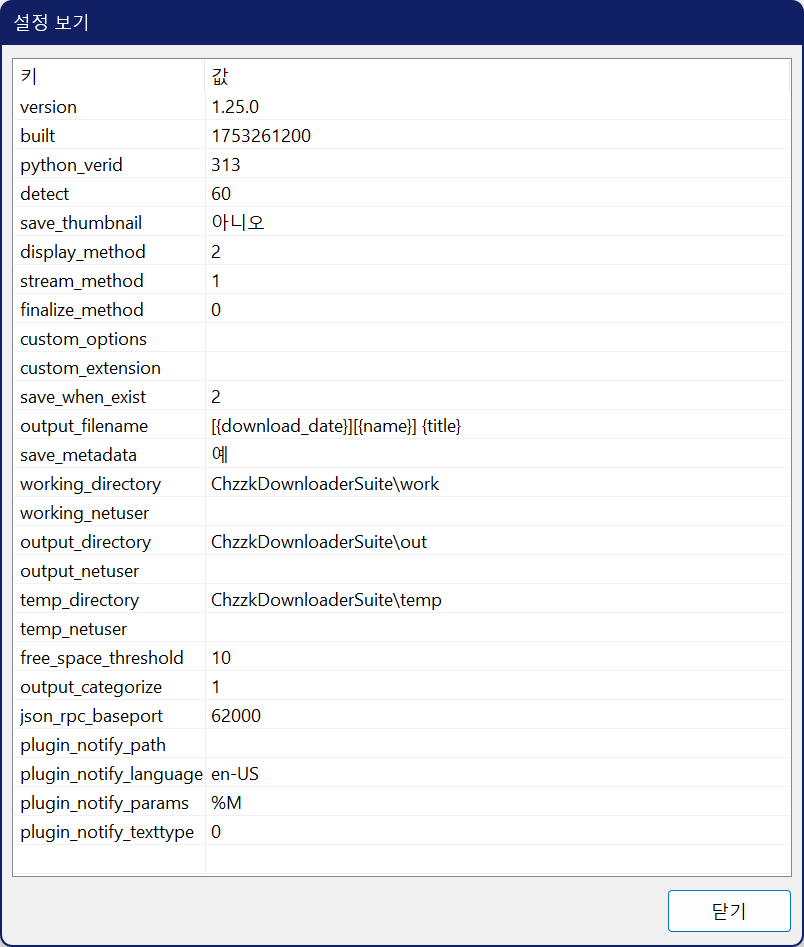 설정 보기
키 값
version 1.25.0
built 1753261200
python_verid 313
detect 60
save_thumbnail 아니오
display_method 2
stream_method 1
finalize_method 0
custom_options
custom_extension
save_when_exist 2
output_filename [{download_date}][{name}] {title}
save_metadata 예
working_directory ChzzkDownloaderSuite\work
working_netuser
output_directory ChzzkDownloaderSuite\out
output_netuser
temp_directory ChzzkDownloaderSuite\temp
temp_netuser
free_space_threshold 10
output_categorize 1
json_rpc_baseport 62000
plugin_notify_path
plugin_notify_language en-US
plugin_notify_params %M
plugin_notify_texttype 0
닫기